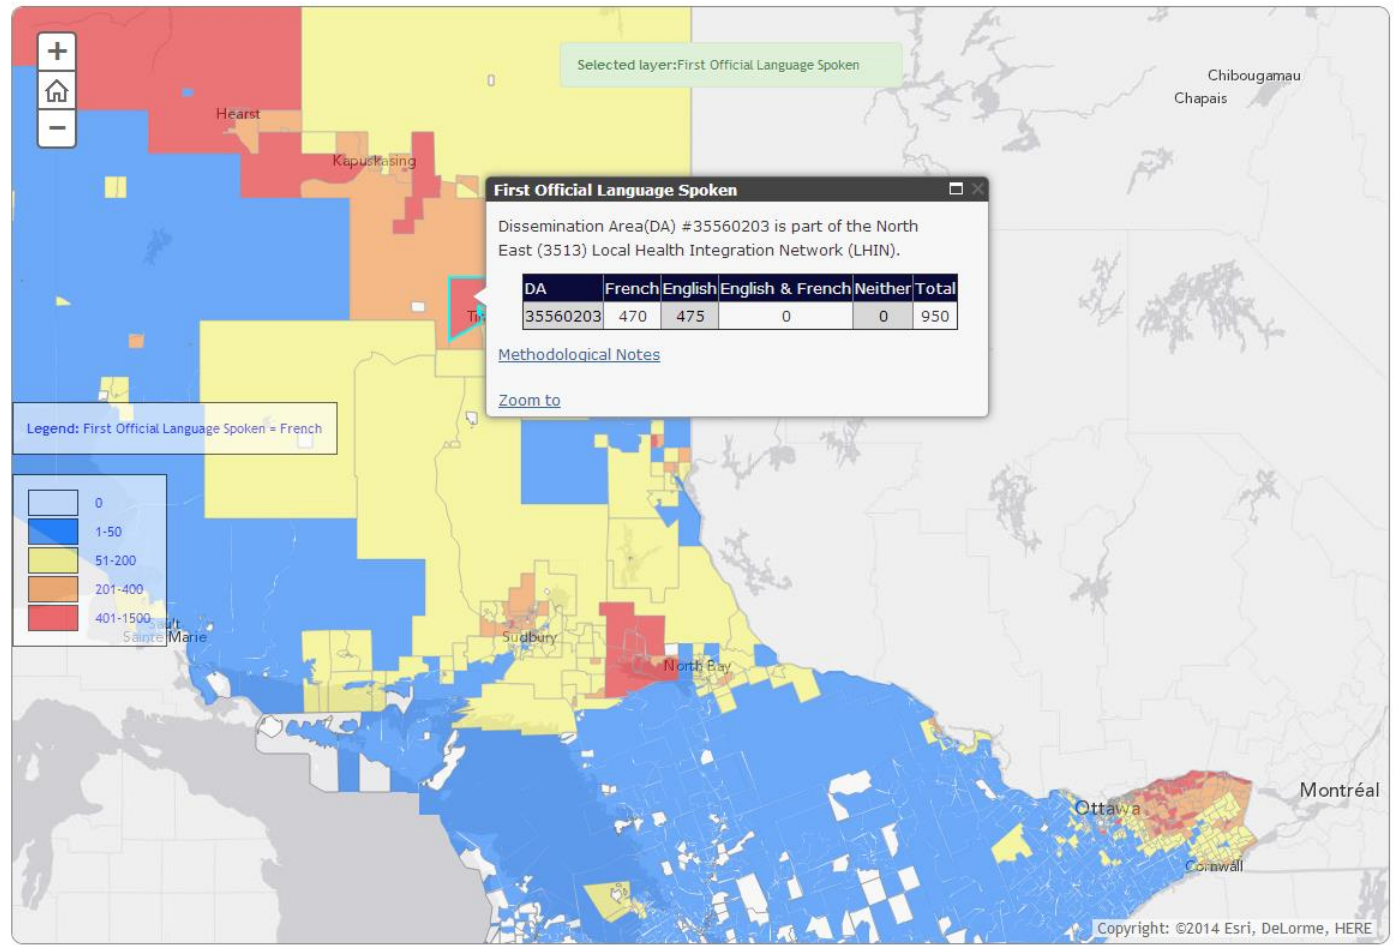 +
−
Selected layer:First Official Language Spoken
Chibougamau
Chapais
Hearst
Kapuskasing
First Official Language Spoken
Dissemination Area(DA) #35560203 is part of the North
East (3513) Local Health Integration Network (LHIN).
DA French English English & French Neither Total
35560203 470 475 0 0 950
Methodological Notes
Zoom to
Legend: First Official Language Spoken = French
0
1-50
51-200
201-400
401-1500
Sault
Sainte Marie
Sudbury
North Bay
Ottawa
Montréal
Cornwall
Copyright: ©2014 Esri, DeLorme, HERE